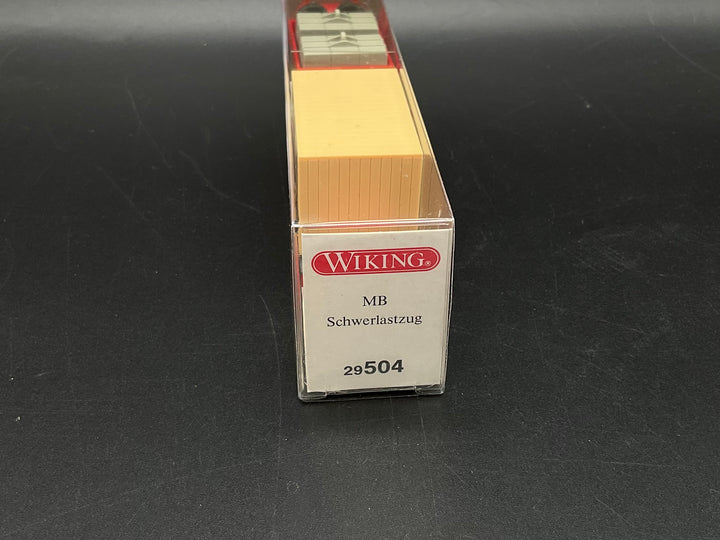 WIKING®
MB
Schwerlastzug
29504